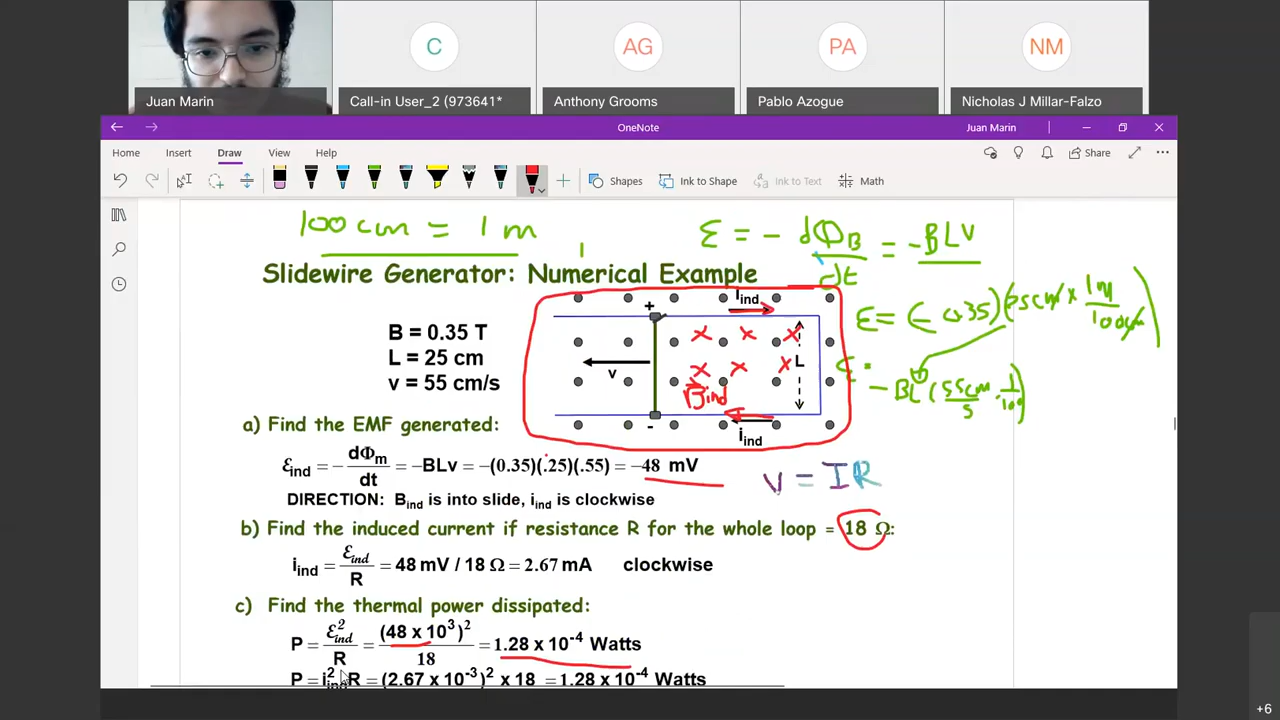 C AG PA NM
Juan Marin Call-in User_2 (973641* Anthony Grooms Pablo Azogue Nicholas J Millar-Falzo
OneNote Juan Marin
Home Insert Draw View Help Share
Shapes Ink to Shape Ink to Text Math
100 cm = 1 m
Ɛ = - dΦB/dt = -BLV
Slidewire Generator: Numerical Example
Ɛ = (-0.35)(25cm × 1m/100cm)
B = 0.35 T
L = 25 cm
v = 55 cm/s
+ Iind
v L
Bind
- iind
Ɛ = -BL(55cm/s · 1/100)
a) Find the EMF generated:
Ɛind = - dΦm/dt = -BLv = -(0.35)(.25)(.55) = -48 mV
V = IR
DIRECTION: Bind is into slide, iind is clockwise
b) Find the induced current if resistance R for the whole loop = 18 Ω:
iind = Ɛind/R = 48 mV / 18 Ω = 2.67 mA clockwise
c) Find the thermal power dissipated:
P = Ɛ²ind/R = (48 x 10³)²/18 = 1.28 x 10⁻⁴ Watts
P = i²indR = (2.67 x 10⁻³)² x 18 = 1.28 x 10⁻⁴ Watts
+6